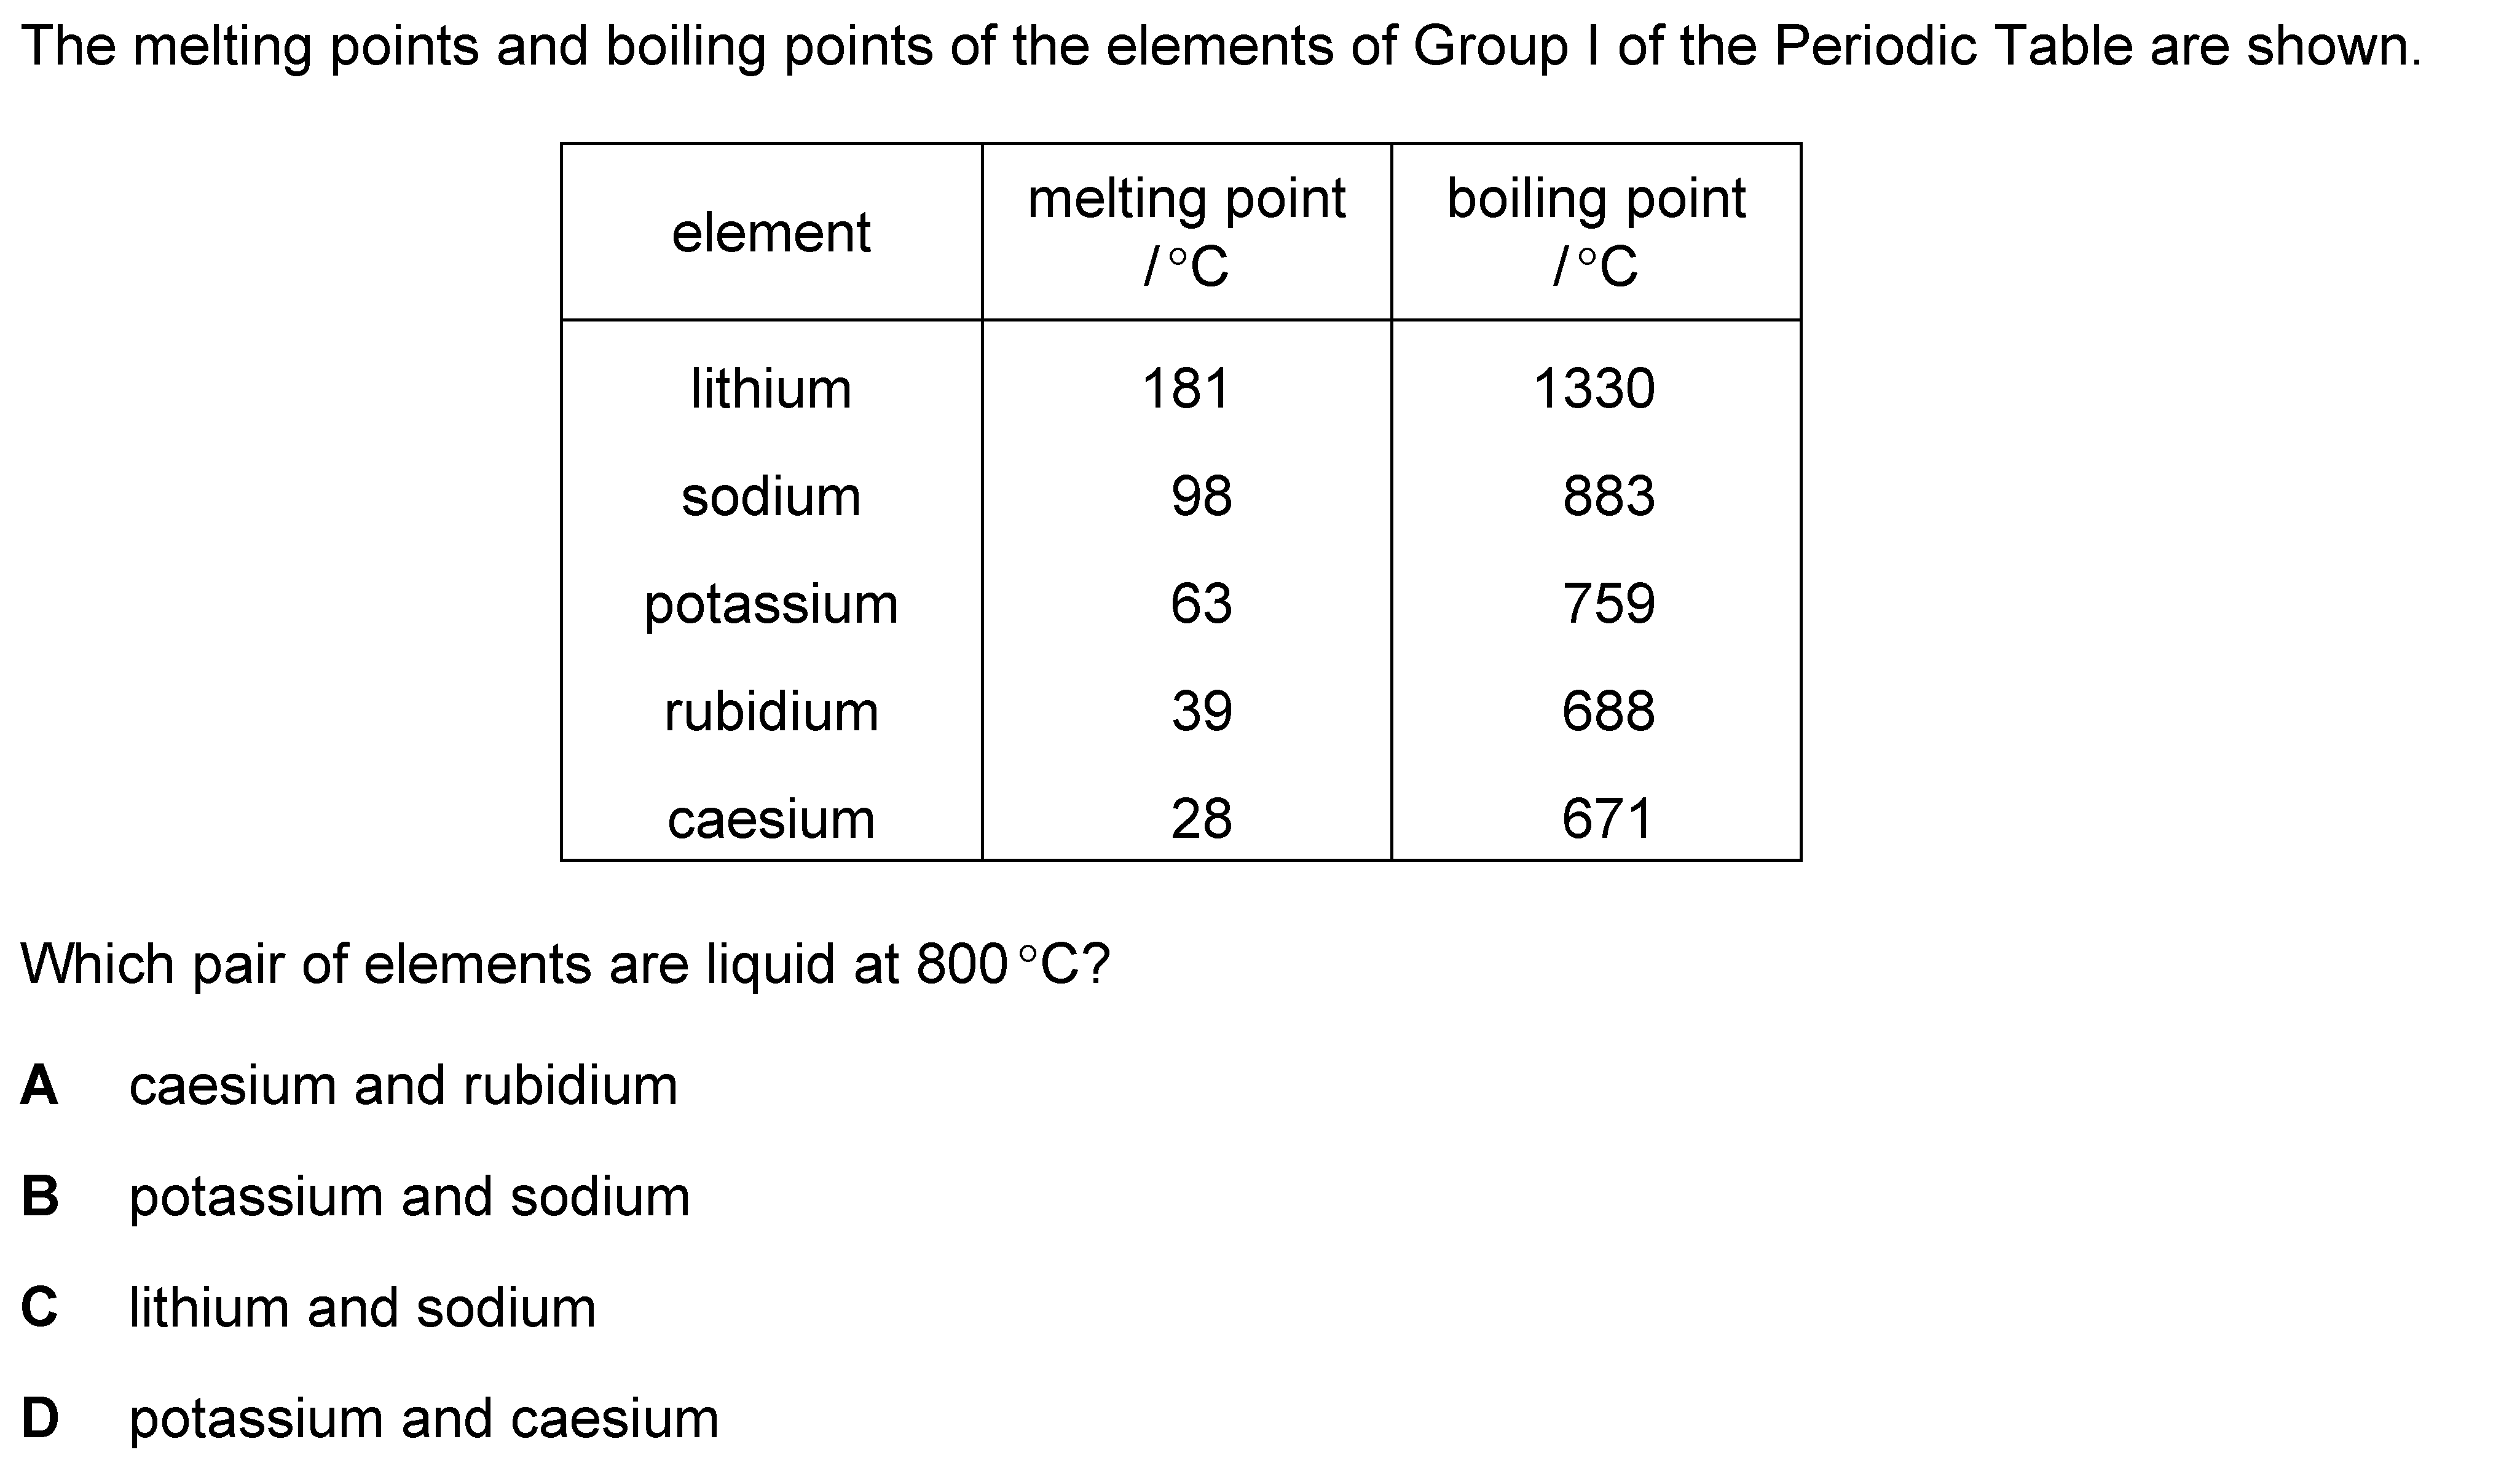 The melting points and boiling points of the elements of Group I of the Periodic Table are shown.
element melting point /°C boiling point /°C
lithium 181 1330
sodium 98 883
potassium 63 759
rubidium 39 688
caesium 28 671
Which pair of elements are liquid at 800 °C?
A caesium and rubidium
B potassium and sodium
C lithium and sodium
D potassium and caesium